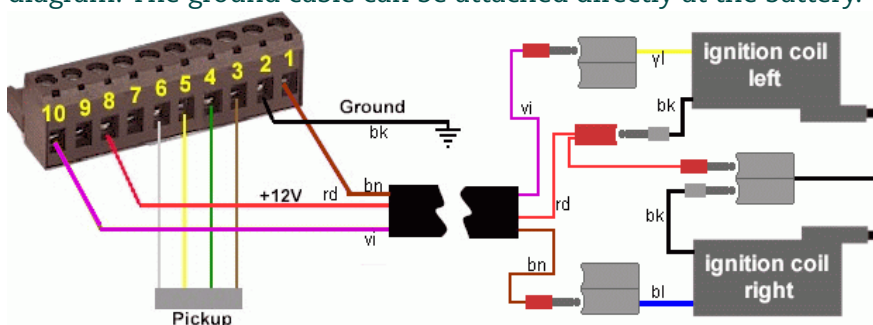 diagram. The ground cable can be attached directly at the battery.
10 9 8 7 6 5 4 3 2 1
Ground
bk
bn
+12V
rd
vi
Pickup
vi
rd
bn
yl
bk
bk
bl
ignition coil
left
ignition coil
right